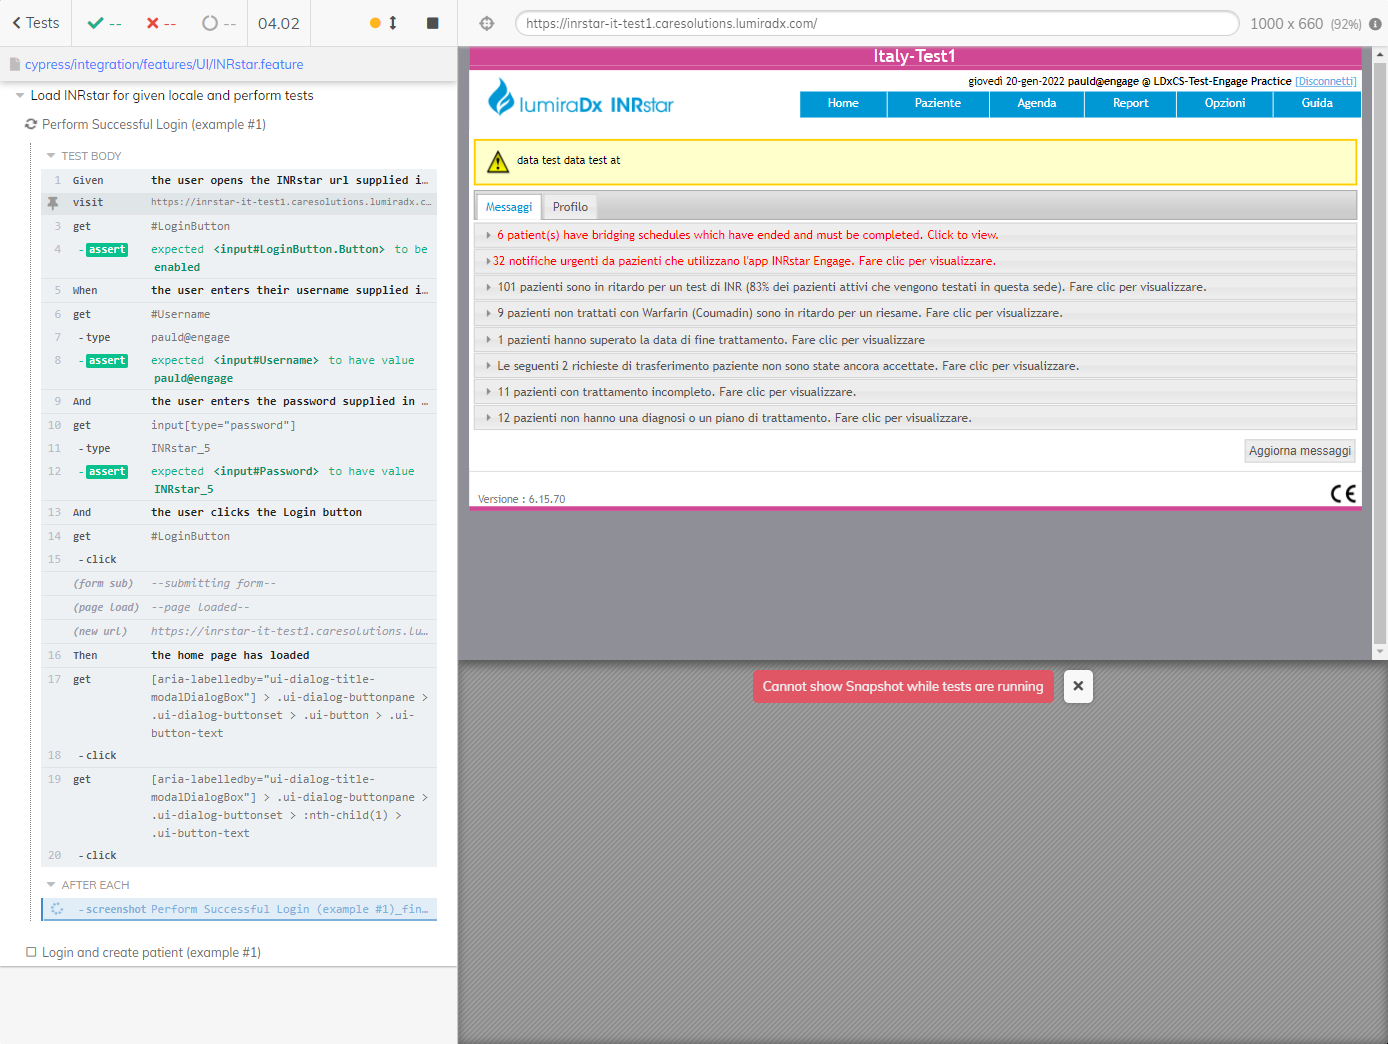 Tests
--
--
--
04.02
https://inrstar-it-test1.caresolutions.lumiradx.com/
1000 x 660 (92%)
cypress/integration/features/UI/INRstar.feature
Load INRstar for given locale and perform tests
Perform Successful Login (example #1)
TEST BODY
1 Given the user opens the INRstar url supplied i…
visit https://inrstar-it-test1.caresolutions.lumiradx.c…
3 get #LoginButton
4 -assert expected <input#LoginButton.Button> to be
enabled
5 When the user enters their username supplied i…
6 get #Username
7 -type pauld@engage
8 -assert expected <input#Username> to have value
pauld@engage
9 And the user enters the password supplied in …
10 get input[type="password"]
11 -type INRstar_5
12 -assert expected <input#Password> to have value
INRstar_5
13 And the user clicks the Login button
14 get #LoginButton
15 -click
(form sub) --submitting form--
(page load) --page loaded--
(new url) https://inrstar-it-test1.caresolutions.lu…
16 Then the home page has loaded
17 get [aria-labelledby="ui-dialog-title-
modalDialogBox"] > .ui-dialog-buttonpane >
.ui-dialog-buttonset > .ui-button > .ui-
button-text
18 -click
19 get [aria-labelledby="ui-dialog-title-
modalDialogBox"] > .ui-dialog-buttonpane >
.ui-dialog-buttonset > :nth-child(1) >
.ui-button-text
20 -click
AFTER EACH
-screenshot Perform Successful Login (example #1)_fin…
Login and create patient (example #1)
Italy-Test1
giovedì 20-gen-2022 pauld@engage @ LDxCS-Test-Engage Practice [Disconnetti]
lumiraDx INRstar
Home Paziente Agenda Report Opzioni Guida
data test data test at
Messaggi Profilo
6 patient(s) have bridging schedules which have ended and must be completed. Click to view.
32 notifiche urgenti da pazienti che utilizzano l'app INRstar Engage. Fare clic per visualizzare.
101 pazienti sono in ritardo per un test di INR (83% dei pazienti attivi che vengono testati in questa sede). Fare clic per visualizzare.
9 pazienti non trattati con Warfarin (Coumadin) sono in ritardo per un riesame. Fare clic per visualizzare.
1 pazienti hanno superato la data di fine trattamento. Fare clic per visualizzare
Le seguenti 2 richieste di trasferimento paziente non sono state ancora accettate. Fare clic per visualizzare.
11 pazienti con trattamento incompleto. Fare clic per visualizzare.
12 pazienti non hanno una diagnosi o un piano di trattamento. Fare clic per visualizzare.
Aggiorna messaggi
Versione : 6.15.70
CE
Cannot show Snapshot while tests are running